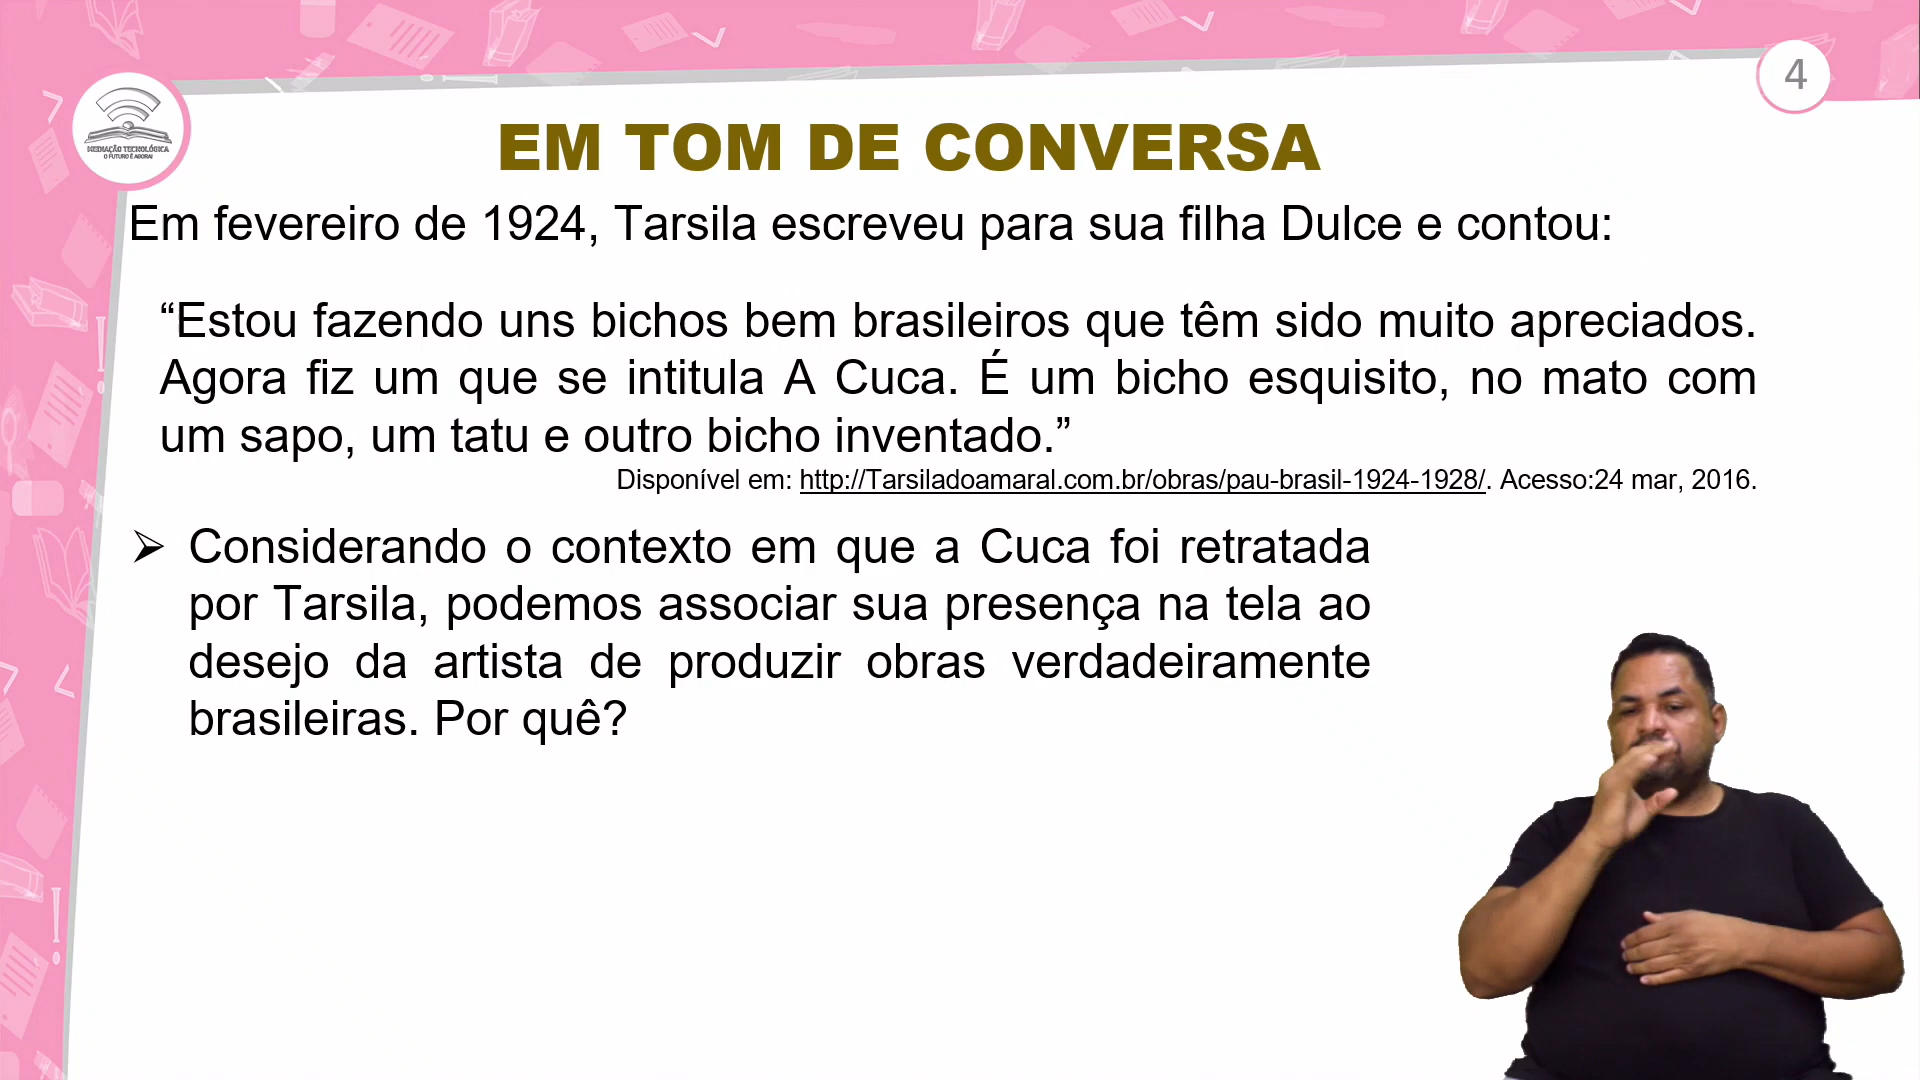 4
MEDIAÇÃO TECNOLÓGICA
O FUTURO É AGORA!
EM TOM DE CONVERSA
Em fevereiro de 1924, Tarsila escreveu para sua filha Dulce e contou:
“Estou fazendo uns bichos bem brasileiros que têm sido muito apreciados.
Agora fiz um que se intitula A Cuca. É um bicho esquisito, no mato com
um sapo, um tatu e outro bicho inventado.”
Disponível em: http://Tarsiladoamaral.com.br/obras/pau-brasil-1924-1928/. Acesso:24 mar, 2016.
➢ Considerando o contexto em que a Cuca foi retratada
por Tarsila, podemos associar sua presença na tela ao
desejo da artista de produzir obras verdadeiramente
brasileiras. Por quê?